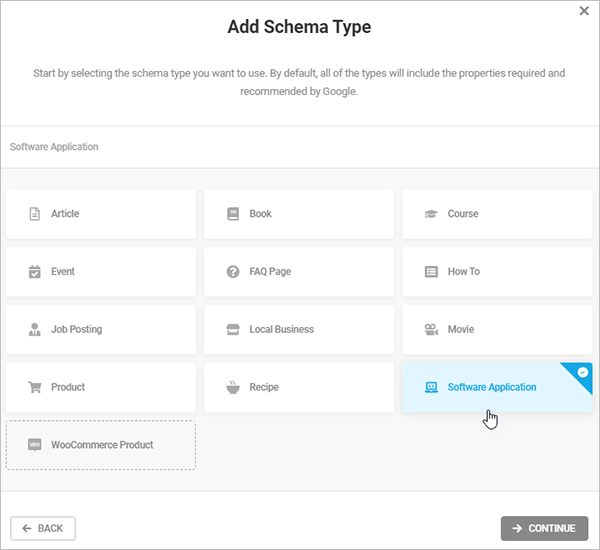 Add Schema Type
Start by selecting the schema type you want to use. By default, all of the types will include the properties required and
recommended by Google.
Software Application
Article
Book
Course
Event
FAQ Page
How To
Job Posting
Local Business
Movie
Product
Recipe
Software Application
WOO
WooCommerce Product
BACK
CONTINUE